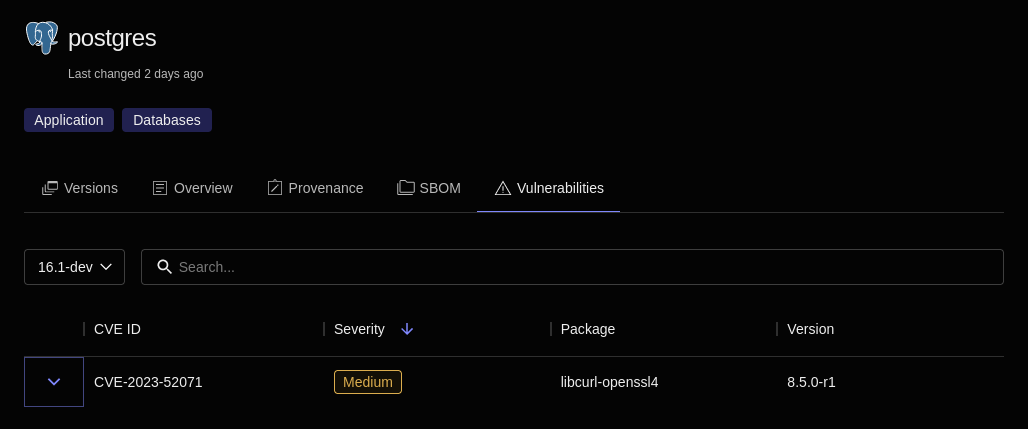 postgres
Last changed 2 days ago
Application Databases
Versions Overview Provenance SBOM Vulnerabilities
16.1-dev Search...
CVE ID Severity Package Version
CVE-2023-52071 Medium libcurl-openssl4 8.5.0-r1